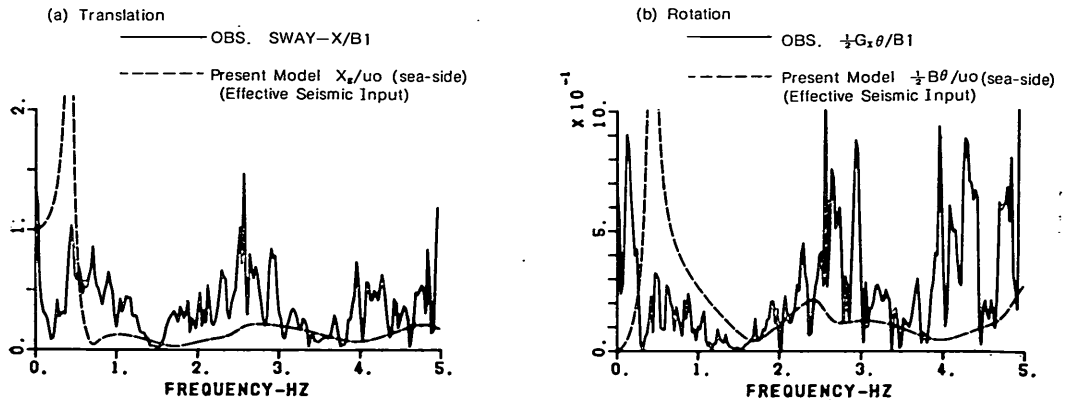 (a) Translation
OBS. SWAY-X/B1
Present Model Xg/uo (sea-side)
(Effective Seismic Input)
2.
1.
0.
0. 1. 2. 3. 4. 5.
FREQUENCY-HZ
(b) Rotation
OBS. ½Gxθ/B1
Present Model ½Bθ/uo (sea-side)
(Effective Seismic Input)
X 10⁻¹
10.
5.
0.
0. 1. 2. 3. 4. 5.
FREQUENCY-HZ